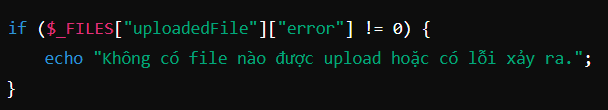 if ($_FILES["uploadedFile"]["error"] != 0) {
    echo "Không có file nào được upload hoặc có lỗi xảy ra.";
}